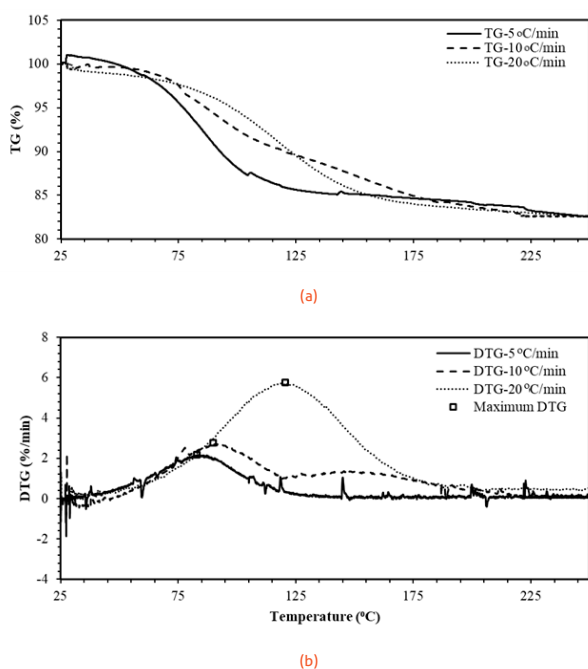 105
100
95
90
85
80
TG (%)
TG-5 oC/min
TG-10 oC/min
TG-20 oC/min
25 75 125 175 225
(a)
8
6
4
2
0
-2
-4
DTG (%/min)
DTG-5 ºC/min
DTG-10 ºC/min
DTG-20 ºC/min
Maximum DTG
25 75 125 175 225
Temperature (ºC)
(b)